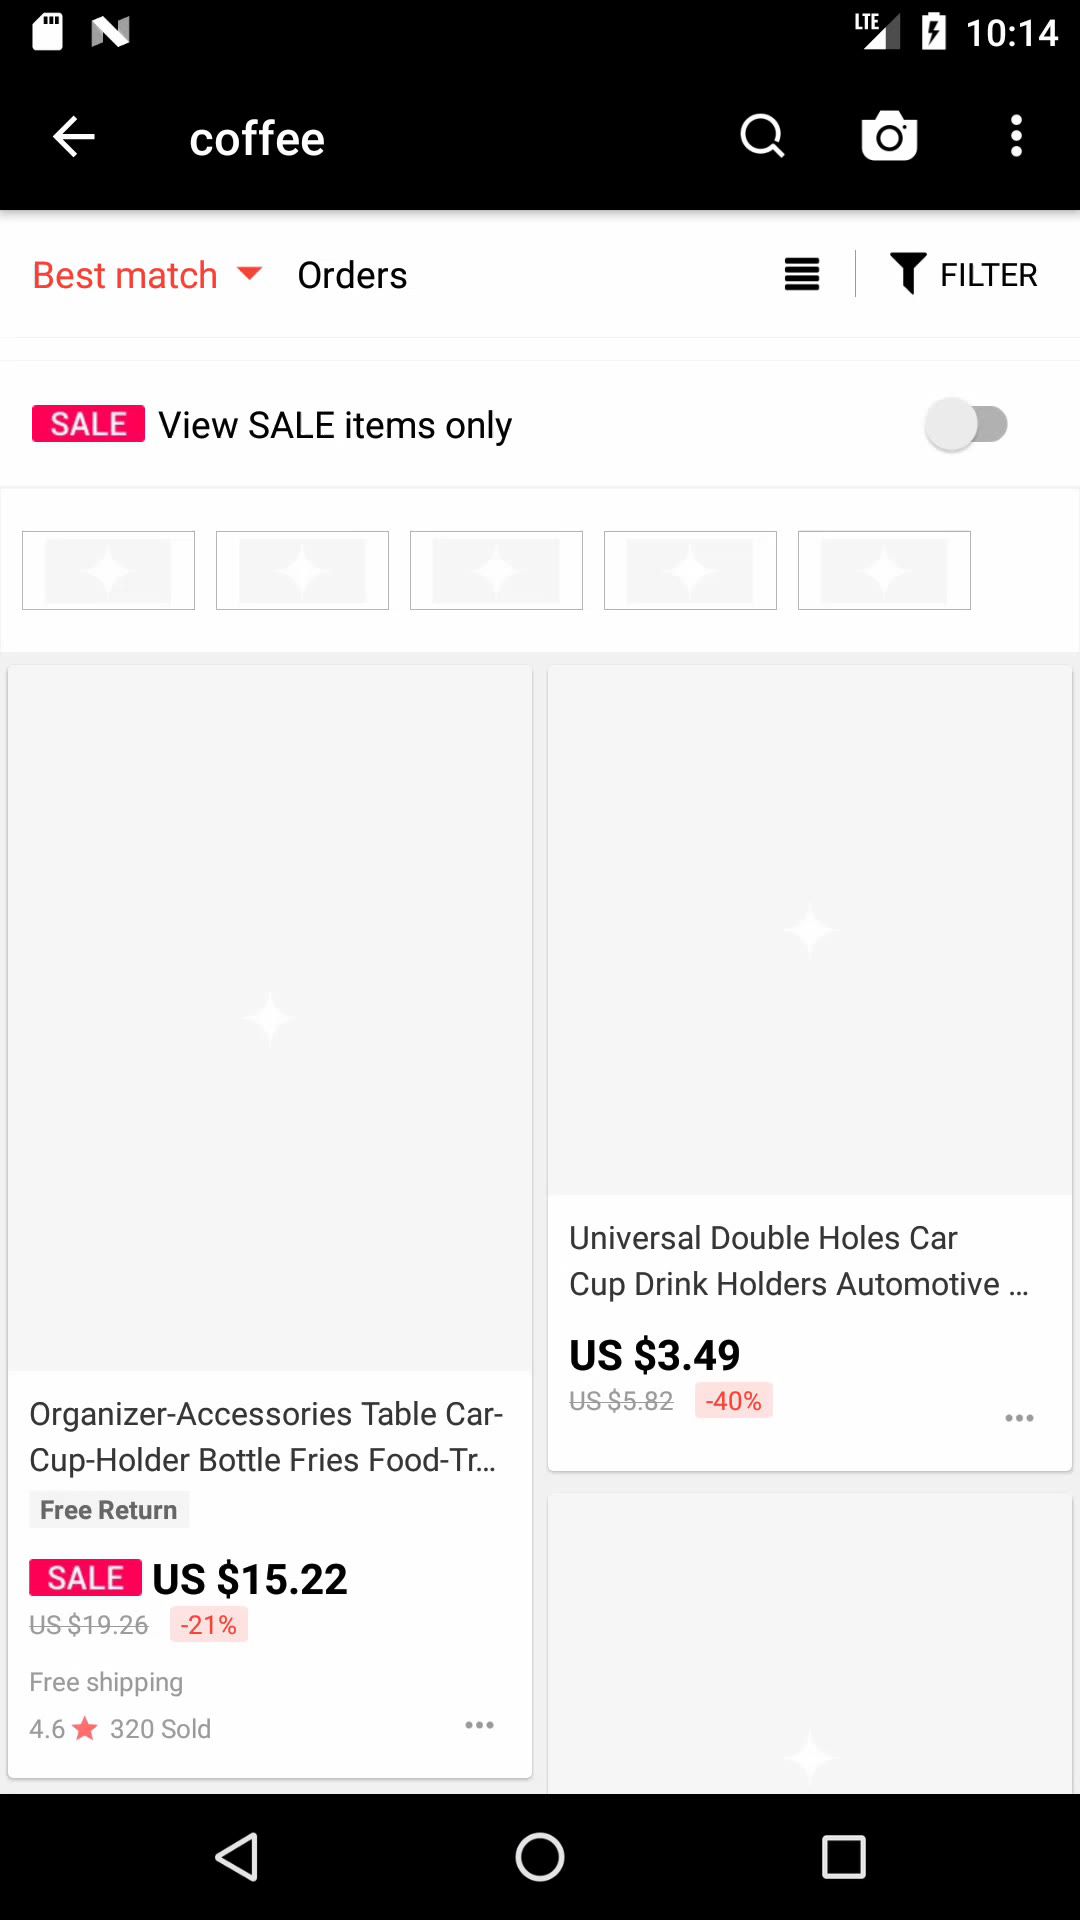 LTE 10:14
coffee
Best match Orders FILTER
SALE View SALE items only
Universal Double Holes Car
Cup Drink Holders Automotive ...
US $3.49
US $5.82 -40%
Organizer-Accessories Table Car-
Cup-Holder Bottle Fries Food-Tr...
Free Return
SALE US $15.22
US $19.26 -21%
Free shipping
4.6 320 Sold